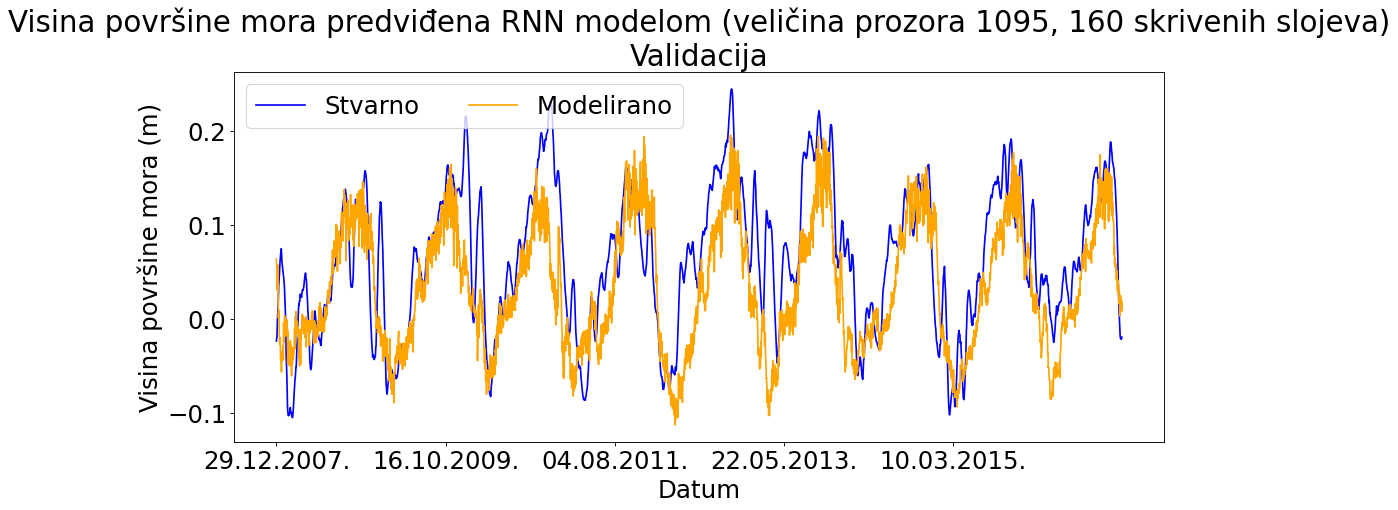 Visina površine mora predviđena RNN modelom (veličina prozora 1095, 160 skrivenih slojeva)
Validacija
Stvarno
Modelirano
Visina površine mora (m)
0.2
0.1
0.0
−0.1
29.12.2007.
16.10.2009.
04.08.2011.
22.05.2013.
10.03.2015.
Datum